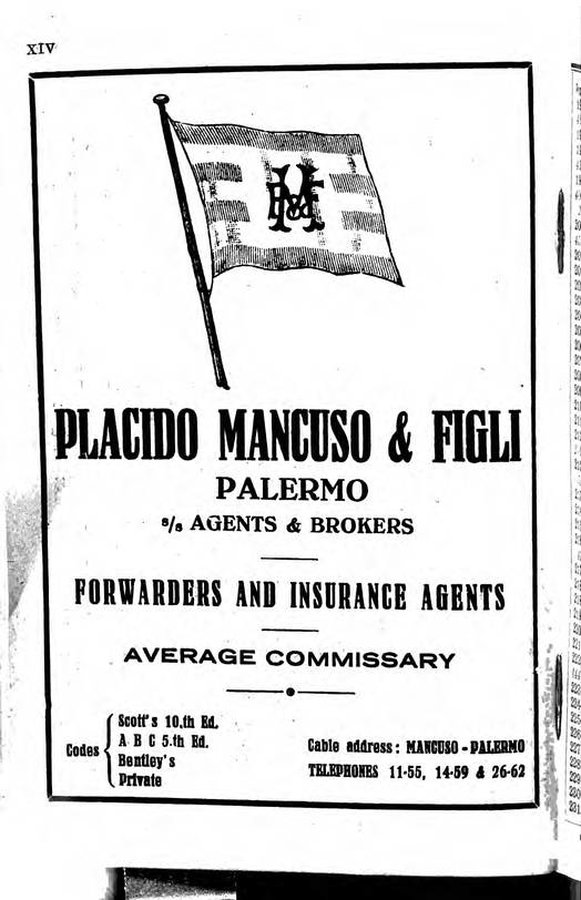 XIV
PLACIDO MANCUSO & FIGLI
PALERMO
s/s AGENTS & BROKERS
FORWARDERS AND INSURANCE AGENTS
AVERAGE COMMISSARY
Codes
Scott's 10.th Ed.
A B C 5.th Ed.
Bentley's
Private
Cable address: MANCUSO - PALERMO
TELEPHONES 11-55, 14-59 & 26-62